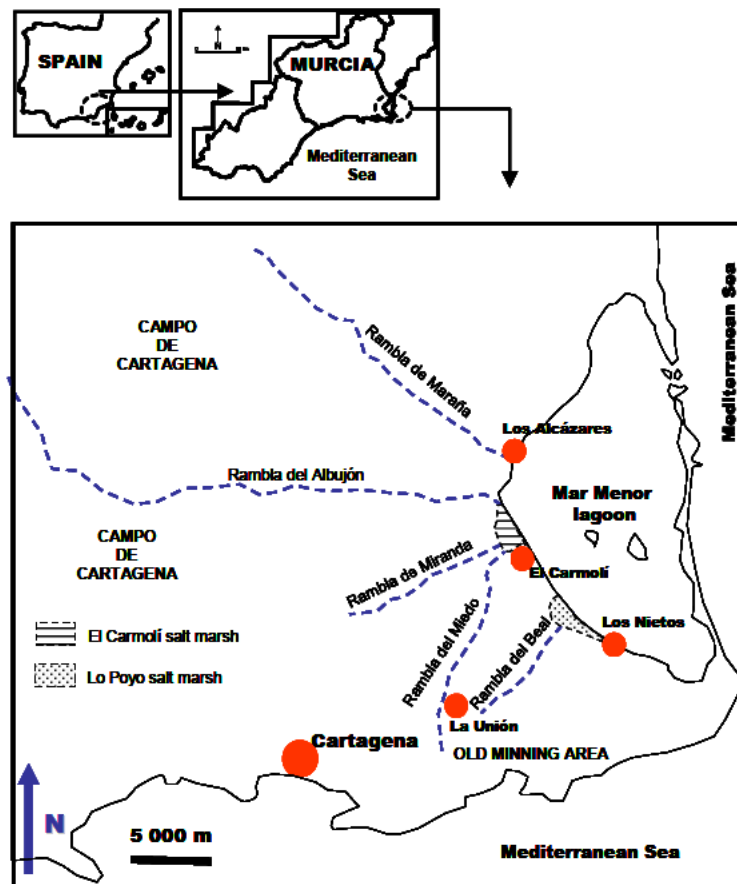 SPAIN
N
MURCIA
Mediterranean
Sea
CAMPO
DE
CARTAGENA
Rambla de Maraña
Mediterranean Sea
Los Alcázares
Rambla del Albujón
Mar Menor
lagoon
CAMPO
DE
CARTAGENA
Rambla de Miranda
El Carmolí
El Carmolí salt marsh
Rambla del Miedo
Rambla del Beal
Los Nietos
Lo Poyo salt marsh
La Unión
Cartagena
OLD MINNING AREA
N
5 000 m
Mediterranean Sea